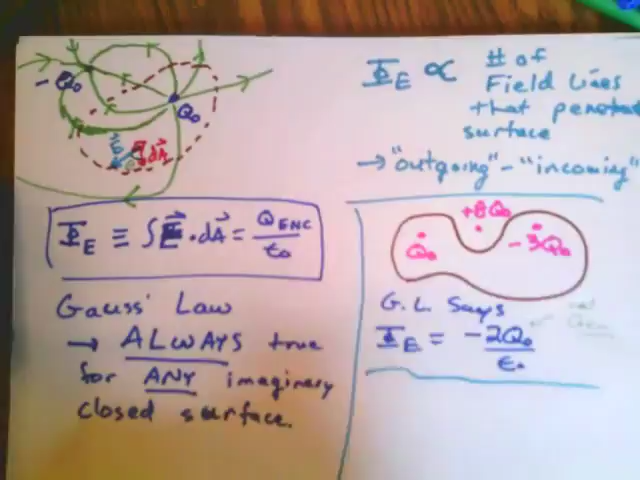 - Q₀
Q₀
E
dA
Φ_E ≡ ∫E⃗·dA⃗ = Q_ENC / ε₀
Gauss' Law
→ ALWAYS true
for ANY imaginary
closed surface.
Φ_E ∝ # of
Field Lines
that penetrate
surface
→ "outgoing" - "incoming"
+8Q₀
Q₀
- 3Q₀
G.L. Says
Φ_E = -2Q₀ / ε₀